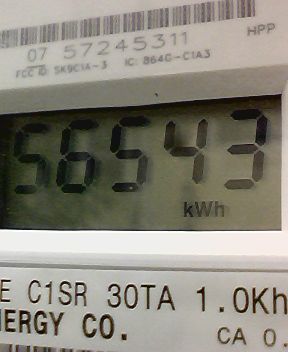 07 57245311
HPP
FCC ID: SK9C1A-3 IC: 864G-C1A3
56543
kWh
E C1SR 30TA 1.0Kh
NERGY CO.
CA 0.